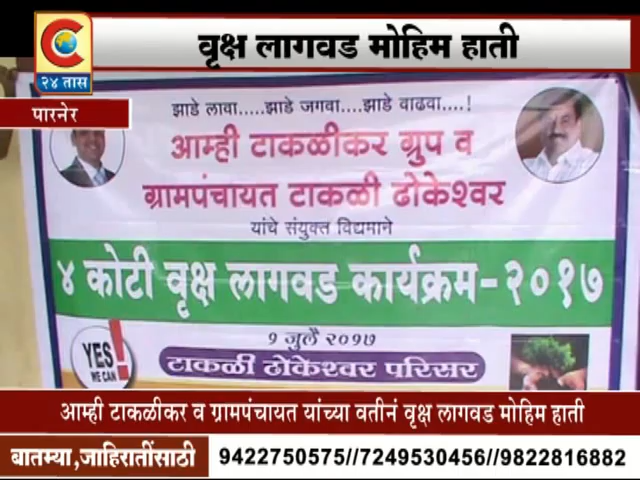 वृक्ष लागवड मोहिम हाती
C
२४ तास
पारनेर
झाडे लावा.....झाडे जगवा....झाडे वाढवा....!
आम्ही टाकळीकर ग्रुप व
ग्रामपंचायत टाकळी ढोकेश्वर
यांचे संयुक्त विद्यमाने
४ कोटी वृक्ष लागवड कार्यक्रम-२०१७
१ जुलै २०१७
YES!
WE CAN
टाकळी ढोकेश्वर परिसर
आम्ही टाकळीकर व ग्रामपंचायत यांच्या वतीनं वृक्ष लागवड मोहिम हाती
बातम्या,जाहिरातींसाठी 9422750575//7249530456//9822816882